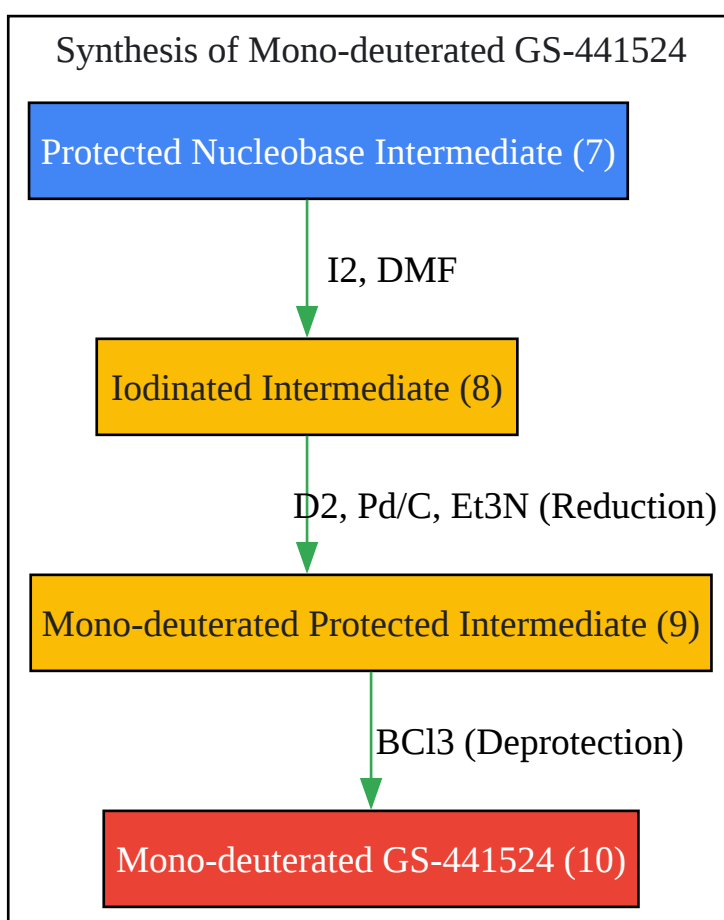 Synthesis of Mono-deuterated GS-441524
Protected Nucleobase Intermediate (7)
I2, DMF
Iodinated Intermediate (8)
D2, Pd/C, Et3N (Reduction)
Mono-deuterated Protected Intermediate (9)
BCl3 (Deprotection)
Mono-deuterated GS-441524 (10)